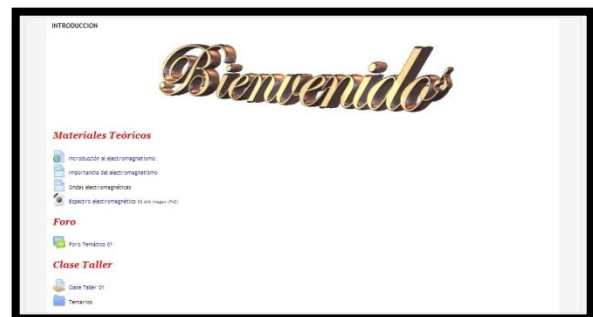 INTRODUCCION
Bienvenidos
Materiales Teóricos
Introducción al electromagnetismo
Importancia del electromagnetismo
Ondas electromagnéticas
Espectro electromagnético
Foro
Foro Temático 01
Clase Taller
Clase Taller 01
Temarios